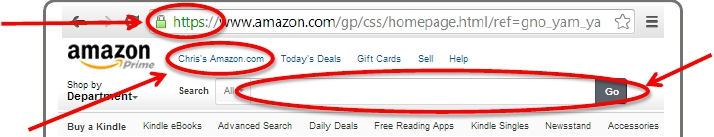 https://www.amazon.com/gp/css/homepage.html/ref=gno_yam_ya
amazon
Prime
Chris's Amazon.com Today's Deals Gift Cards Sell Help
Shop by
Department
Search All Go
Buy a Kindle Kindle eBooks Advanced Search Daily Deals Free Reading Apps Kindle Singles Newsstand Accessories